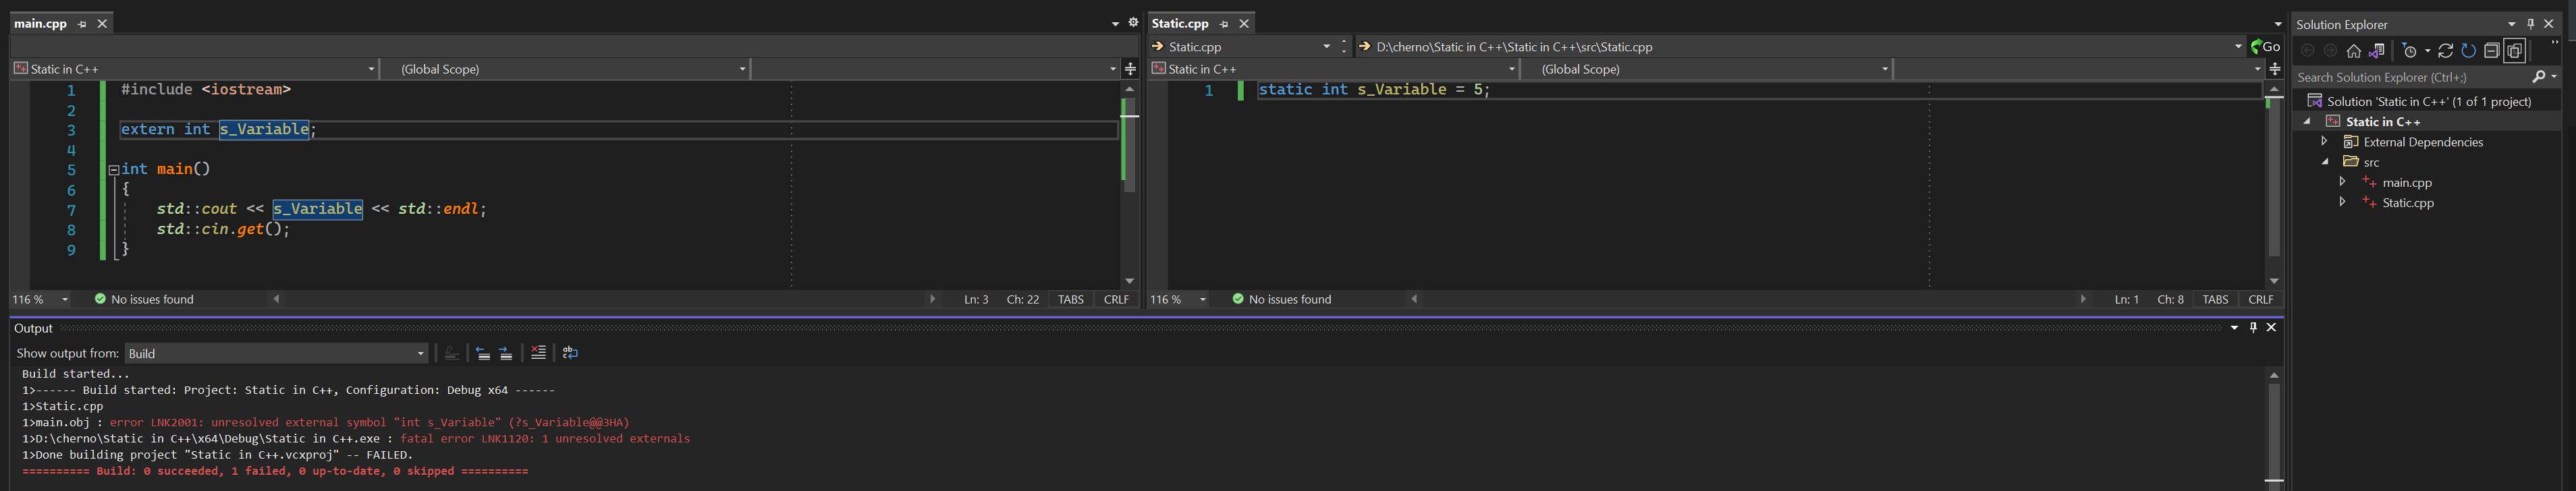 main.cpp
Static in C++ (Global Scope)
1 #include <iostream>
2
3 extern int s_Variable;
4
5 int main()
6 {
7 std::cout << s_Variable << std::endl;
8 std::cin.get();
9 }
116 % No issues found Ln: 3 Ch: 22 TABS CRLF
Static.cpp
Static.cpp D:\cherno\Static in C++\Static in C++\src\Static.cpp Go
Static in C++ (Global Scope)
1 static int s_Variable = 5;
116 % No issues found Ln: 1 Ch: 8 TABS CRLF
Output
Show output from: Build
Build started...
1>------ Build started: Project: Static in C++, Configuration: Debug x64 ------
1>Static.cpp
1>main.obj : error LNK2001: unresolved external symbol "int s_Variable" (?s_Variable@@3HA)
1>D:\cherno\Static in C++\x64\Debug\Static in C++.exe : fatal error LNK1120: 1 unresolved externals
1>Done building project "Static in C++.vcxproj" -- FAILED.
========== Build: 0 succeeded, 1 failed, 0 up-to-date, 0 skipped ==========
Solution Explorer
Search Solution Explorer (Ctrl+;)
Solution 'Static in C++' (1 of 1 project)
Static in C++
External Dependencies
src
main.cpp
Static.cpp